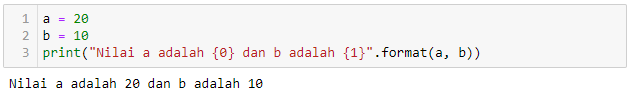 1 a = 20
2 b = 10
3 print("Nilai a adalah {0} dan b adalah {1}".format(a, b))
Nilai a adalah 20 dan b adalah 10